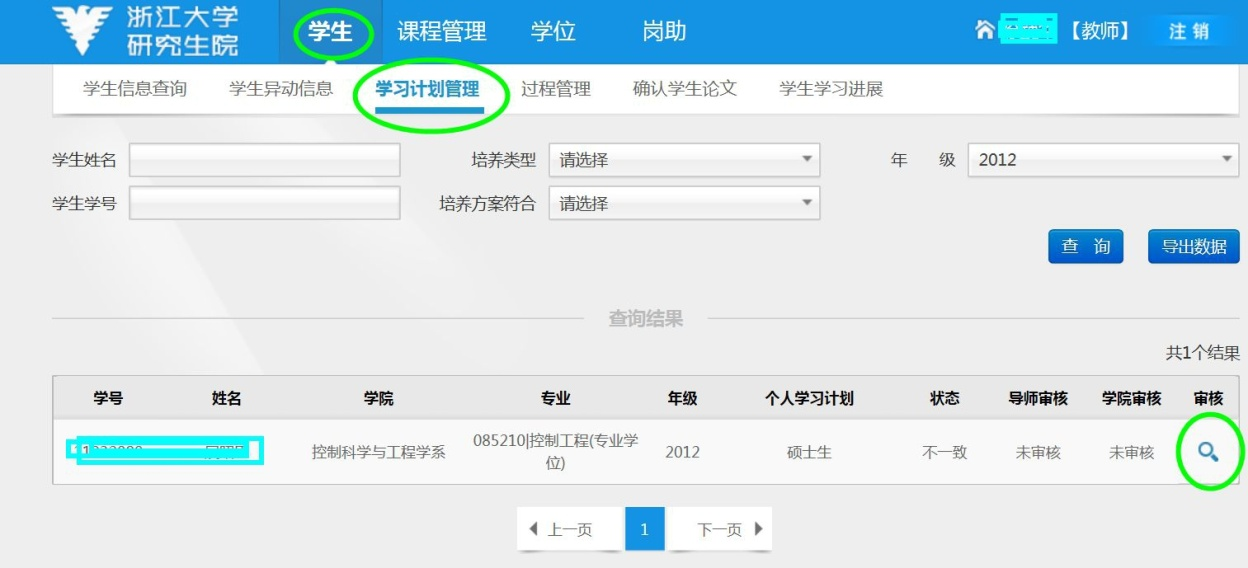 浙江大学
研究生院
学生 课程管理 学位 岗助 【教师】 注 销
学生信息查询 学生异动信息 学习计划管理 过程管理 确认学生论文 学生学习进展
学生姓名 培养类型 请选择 年 级 2012
学生学号 培养方案符合 请选择
查 询 导出数据
查询结果
共1个结果
学号 姓名 学院 专业 年级 个人学习计划 状态 导师审核 学院审核 审核
控制科学与工程学系 085210|控制工程(专业学位) 2012 硕士生 不一致 未审核 未审核
上一页 1 下一页